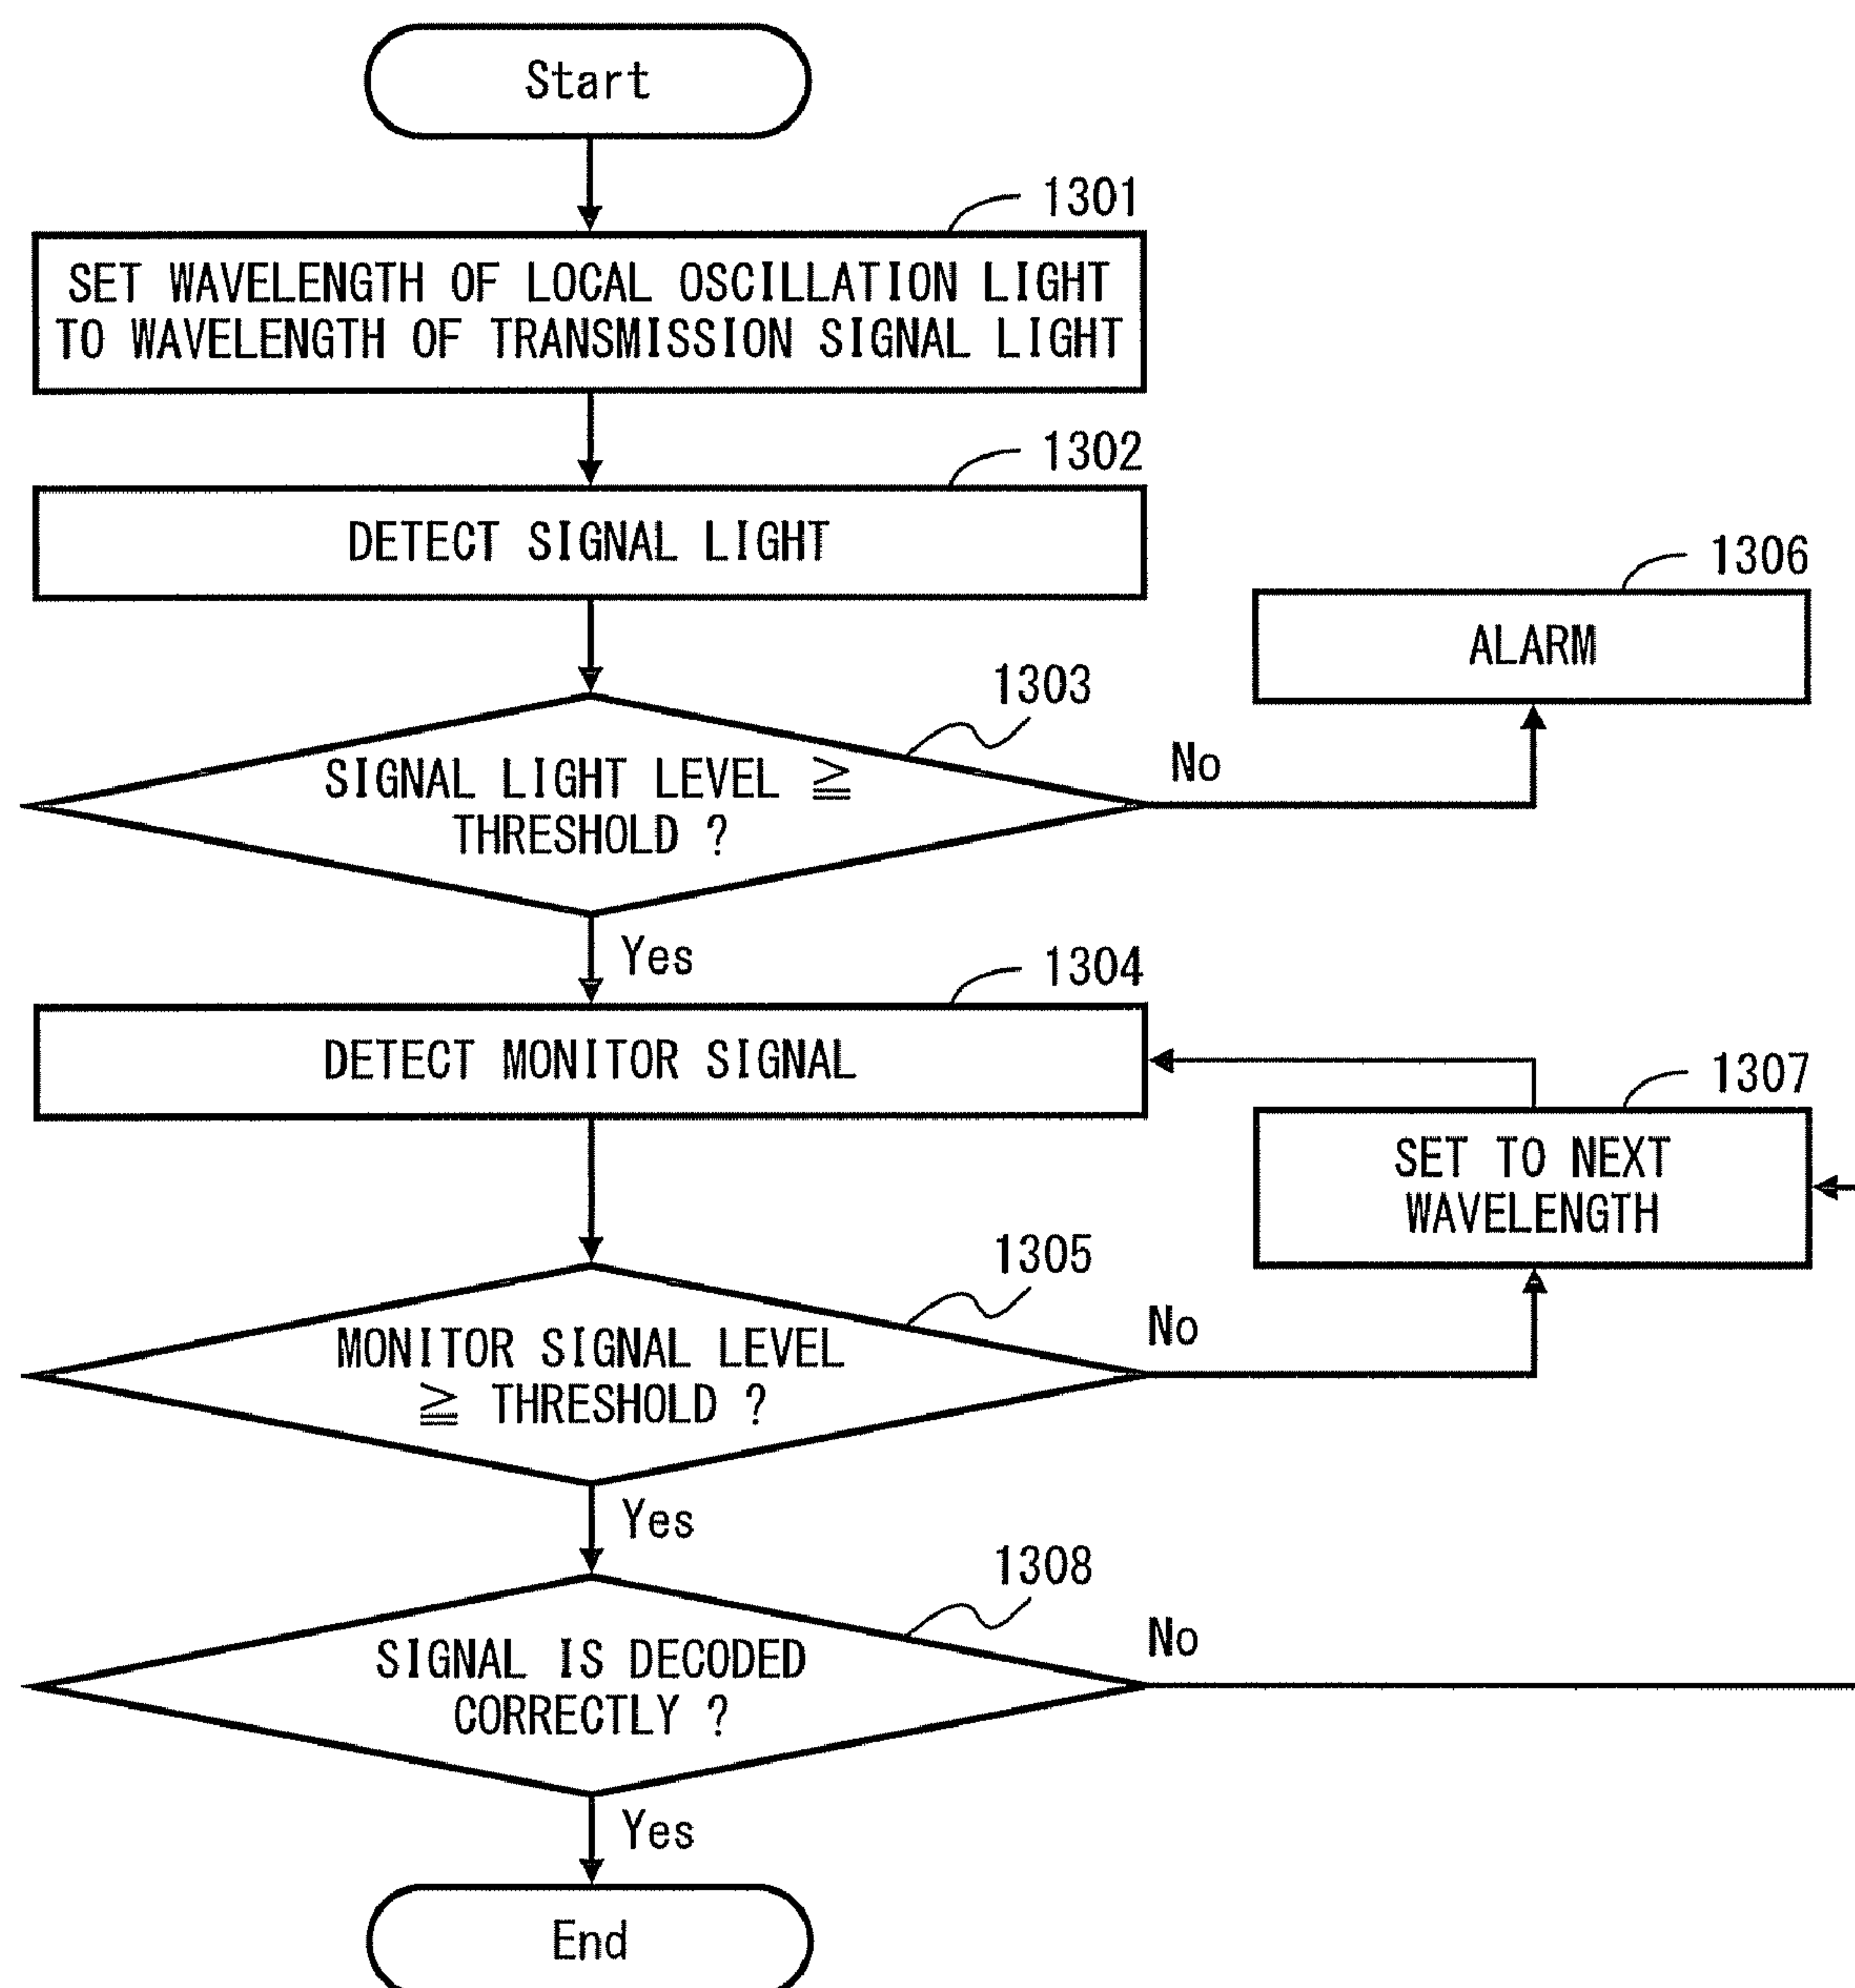 Start
1301
SET WAVELENGTH OF LOCAL OSCILLATION LIGHT
TO WAVELENGTH OF TRANSMISSION SIGNAL LIGHT
1302
DETECT SIGNAL LIGHT
1306
ALARM
1303
SIGNAL LIGHT LEVEL ≧
THRESHOLD ?
No
Yes
1304
DETECT MONITOR SIGNAL
1307
SET TO NEXT
WAVELENGTH
1305
MONITOR SIGNAL LEVEL
≧ THRESHOLD ?
No
Yes
1308
SIGNAL IS DECODED
CORRECTLY ?
No
Yes
End